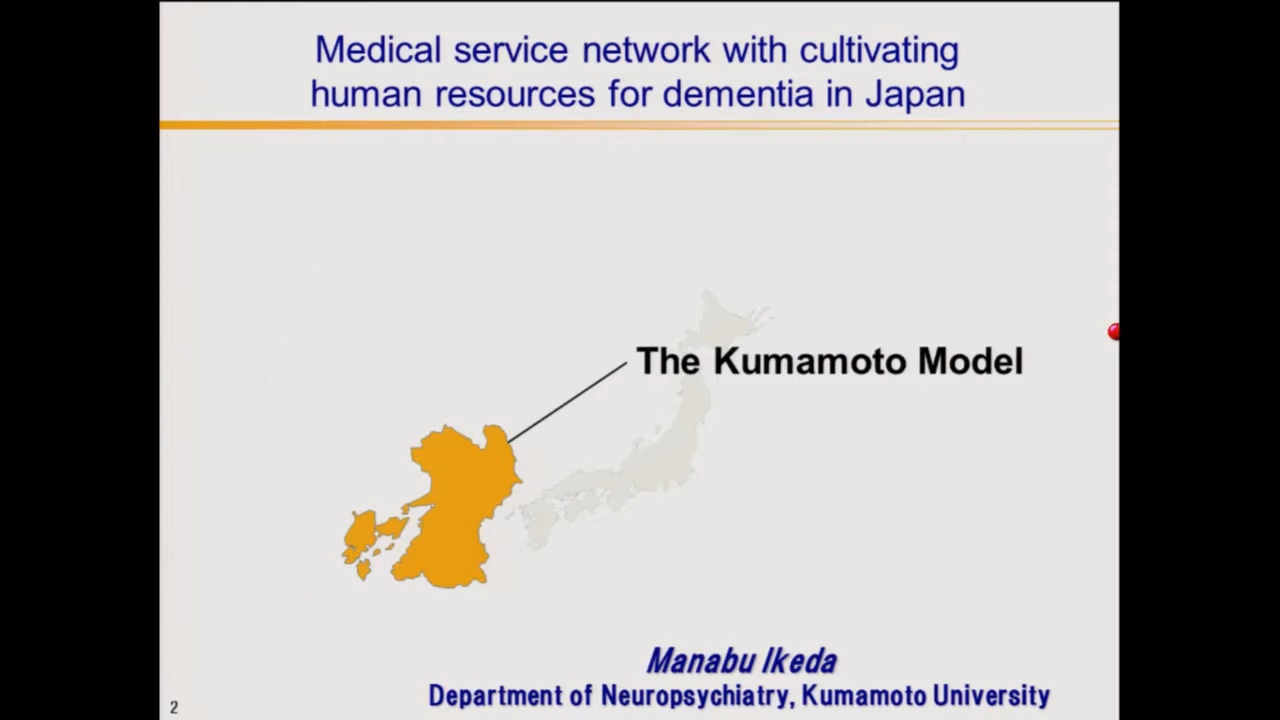 Medical service network with cultivating
human resources for dementia in Japan
The Kumamoto Model
Manabu Ikeda
Department of Neuropsychiatry, Kumamoto University
2